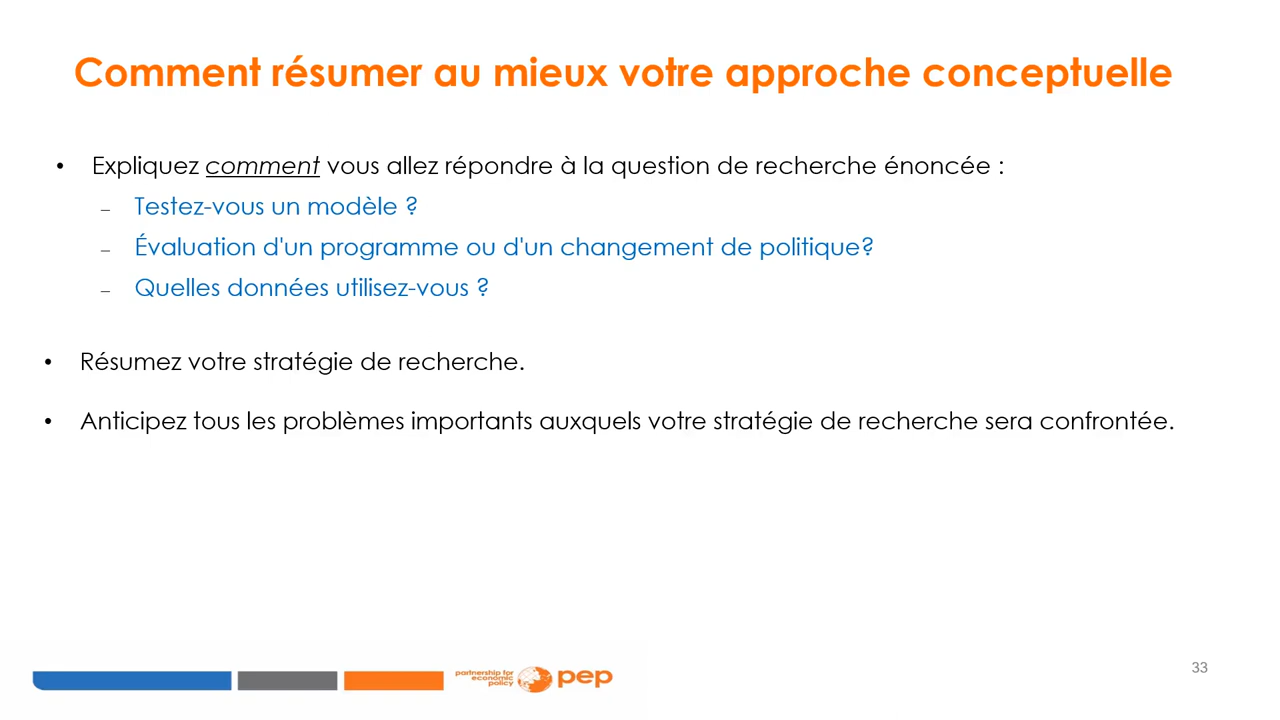 Comment résumer au mieux votre approche conceptuelle
• Expliquez comment vous allez répondre à la question de recherche énoncée :
– Testez-vous un modèle ?
– Évaluation d'un programme ou d'un changement de politique?
– Quelles données utilisez-vous ?
• Résumez votre stratégie de recherche.
• Anticipez tous les problèmes importants auxquels votre stratégie de recherche sera confrontée.
partnership for
economic
policy
pep
33